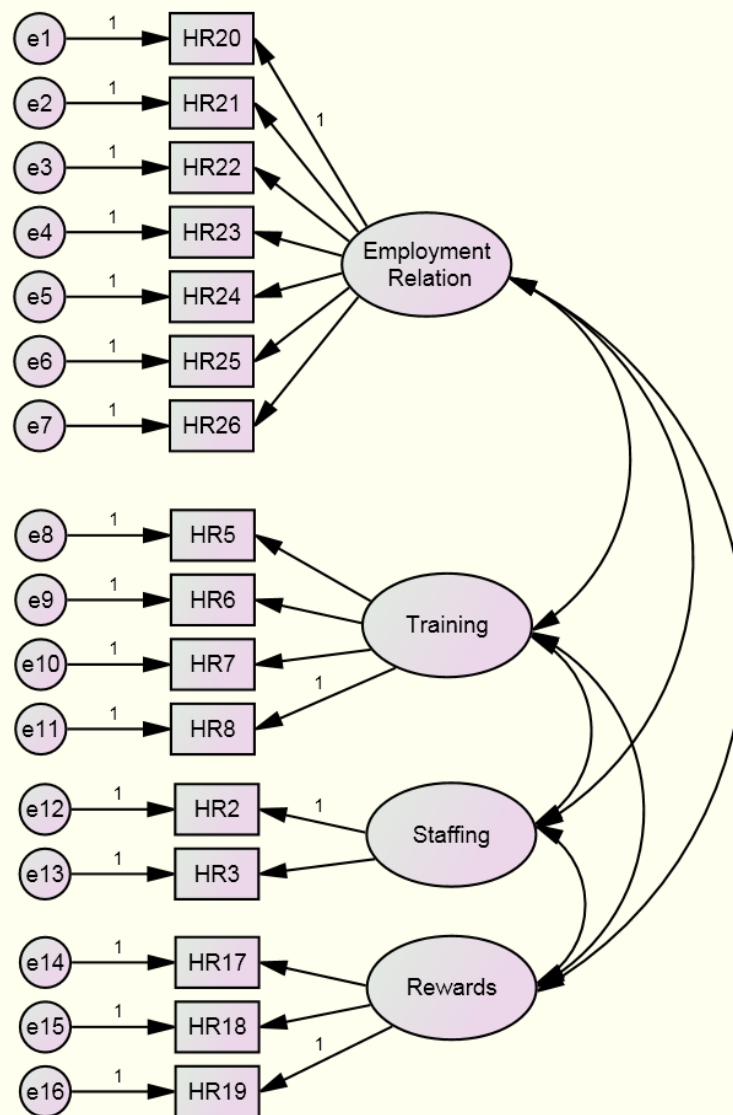 e1 1 HR20
e2 1 HR21
1
e3 1 HR22
e4 1 HR23
Employment
Relation
e5 1 HR24
e6 1 HR25
e7 1 HR26
e8 1 HR5
e9 1 HR6
Training
e10 1 HR7
1
e11 1 HR8
e12 1 HR2 1
Staffing
e13 1 HR3
e14 1 HR17
Rewards
e15 1 HR18
1
e16 1 HR19